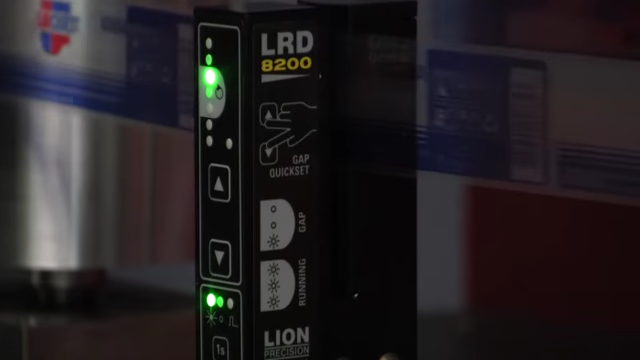 LRD
8200
GAP
QUICKSET
GAP
RUNNING
LION
PRECISION
1s